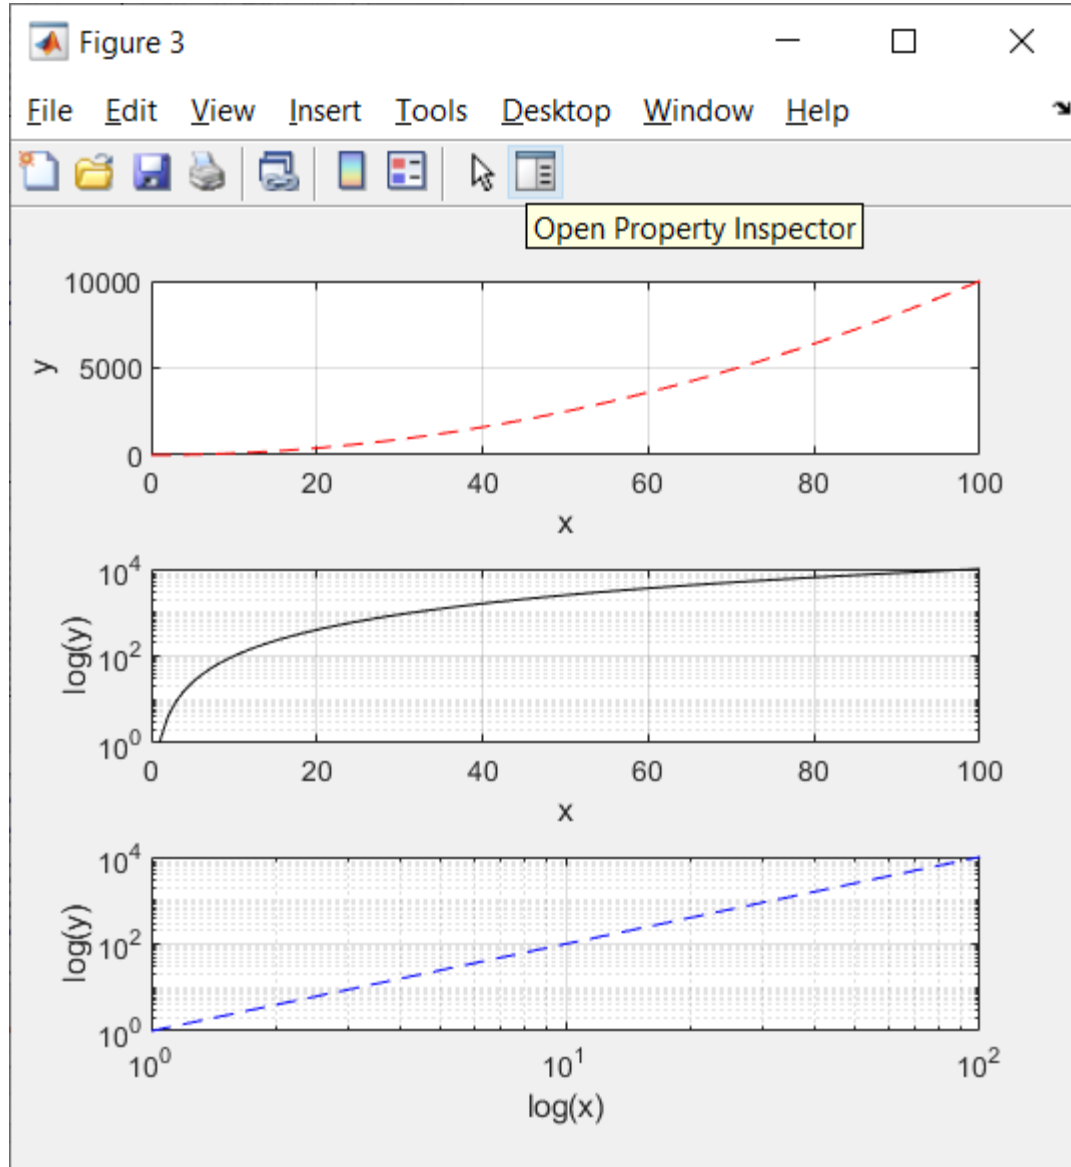 Figure 3
File Edit View Insert Tools Desktop Window Help
Open Property Inspector
10000
5000
0
y
0 20 40 60 80 100
x
10^4
10^2
10^0
log(y)
0 20 40 60 80 100
x
10^4
10^2
10^0
log(y)
10^0 10^1 10^2
log(x)